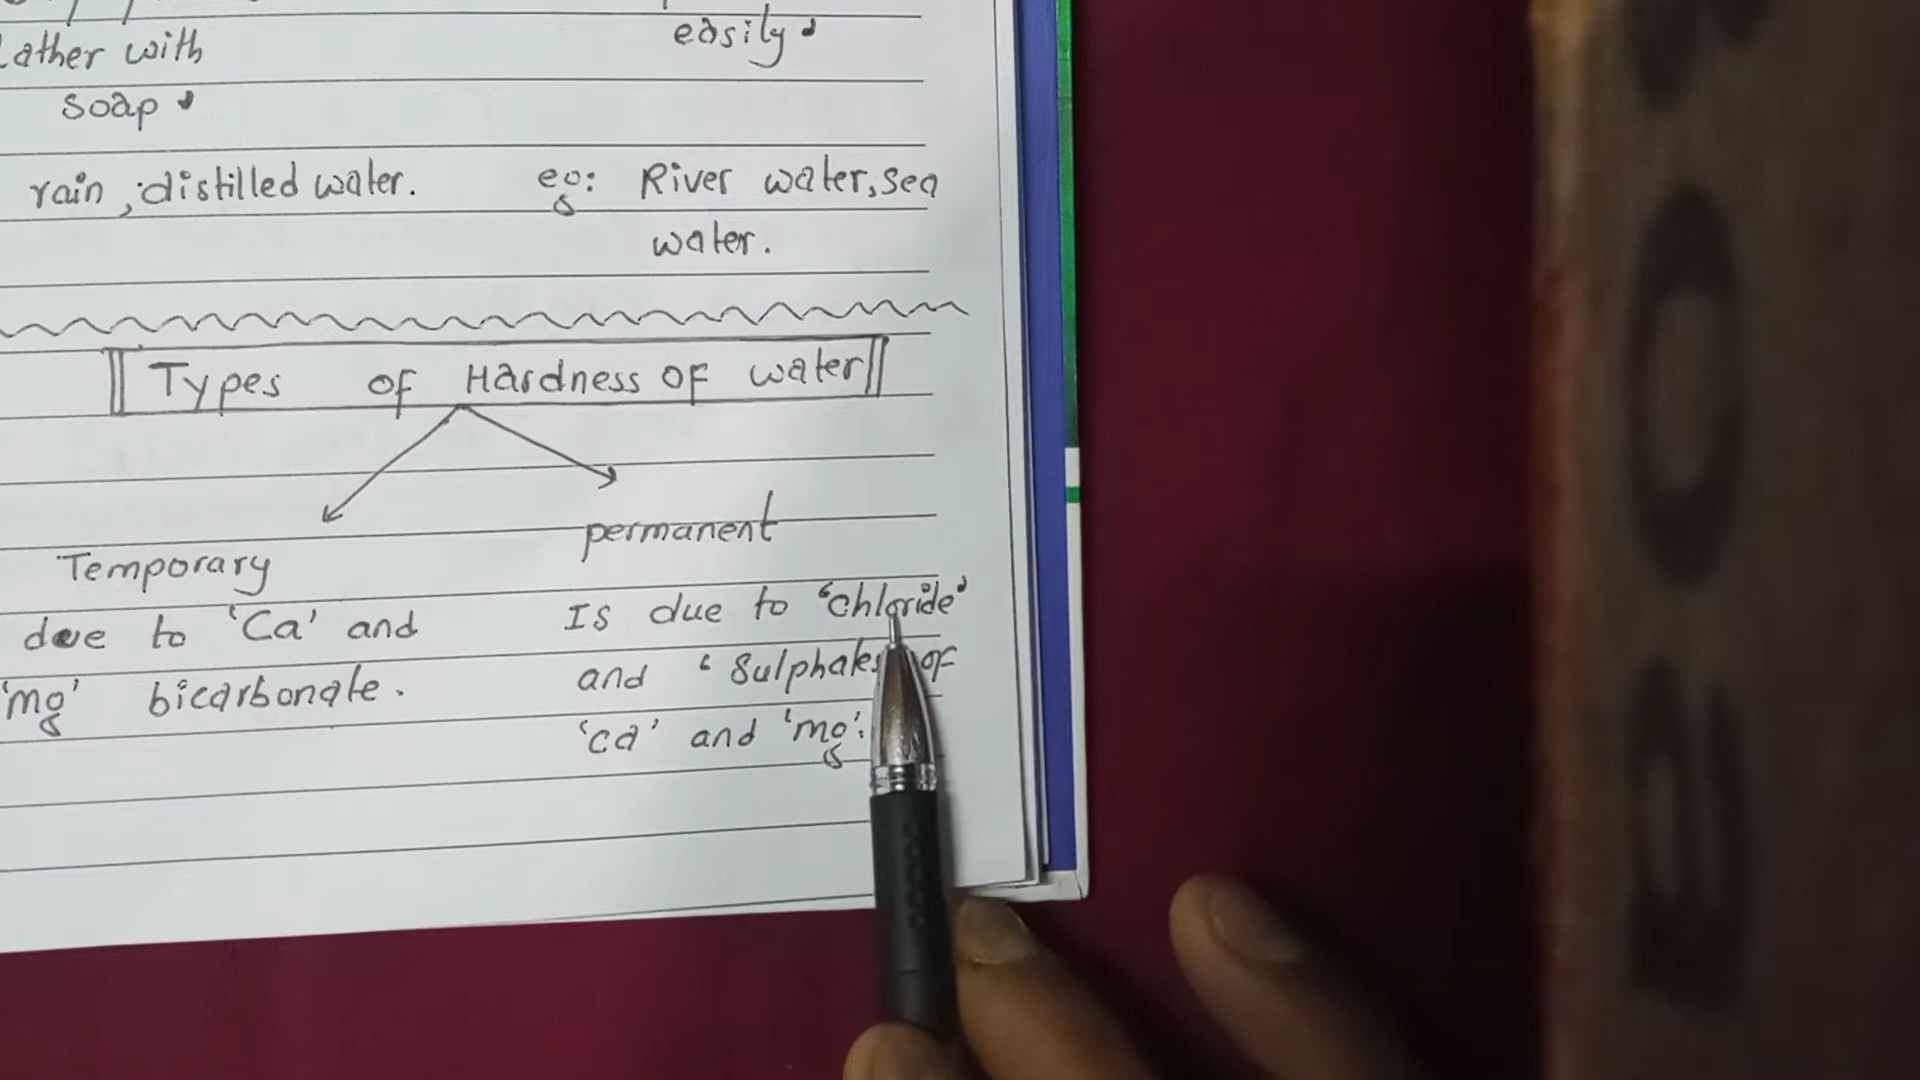 Lather with
soap
easily
rain, distilled water.
eg: River water, sea
water.
Types of Hardness OF water
Temporary
due to 'Ca' and
'mg' bicarbonate.
permanent
Is due to 'chloride'
and 'Sulphates of
'ca' and 'mg'.